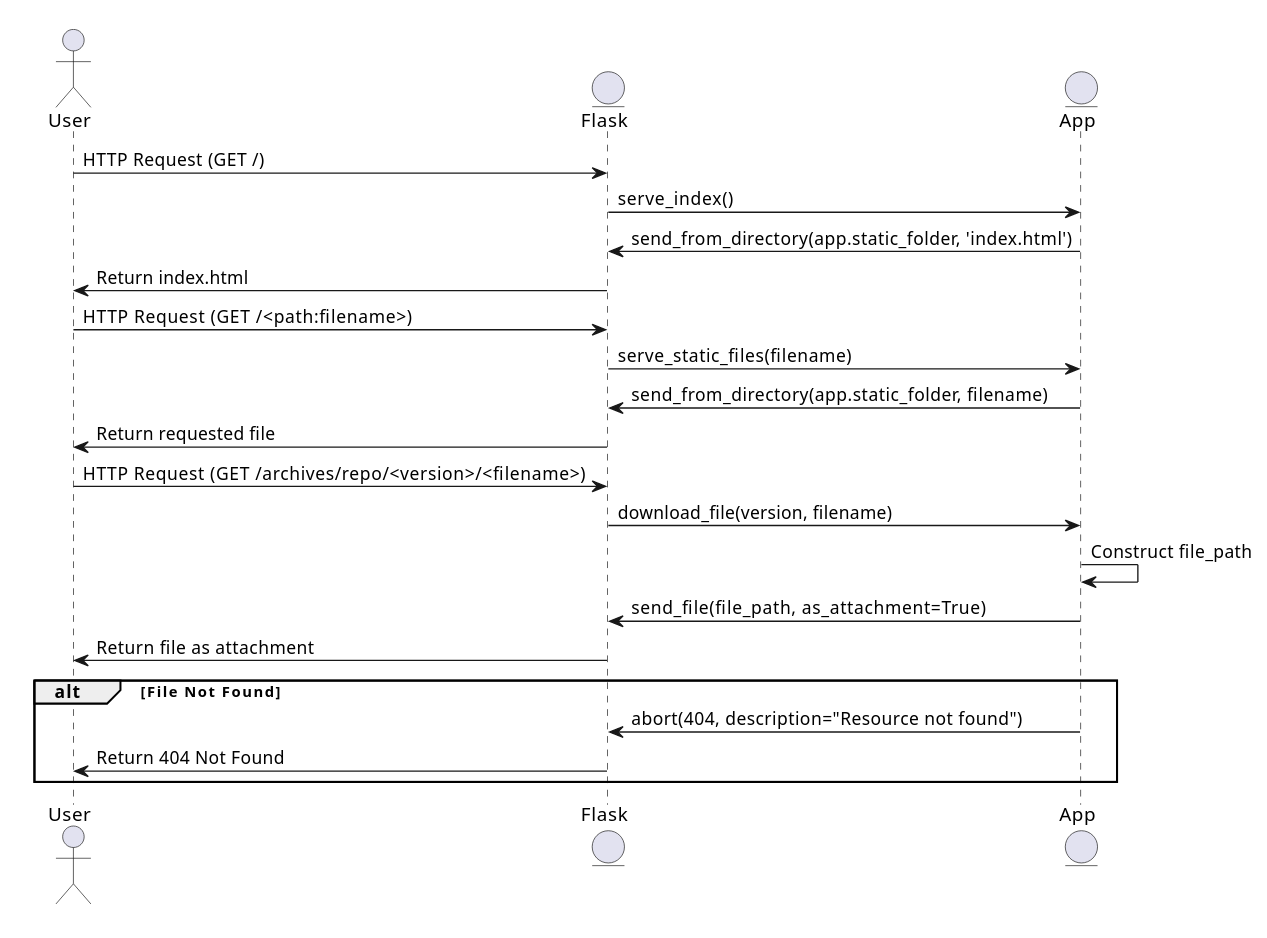 User
Flask
App
HTTP Request (GET /)
serve_index()
send_from_directory(app.static_folder, 'index.html')
Return index.html
HTTP Request (GET /<path:filename>)
serve_static_files(filename)
send_from_directory(app.static_folder, filename)
Return requested file
HTTP Request (GET /archives/repo/<version>/<filename>)
download_file(version, filename)
Construct file_path
send_file(file_path, as_attachment=True)
Return file as attachment
alt
[File Not Found]
abort(404, description="Resource not found")
Return 404 Not Found
User
Flask
App